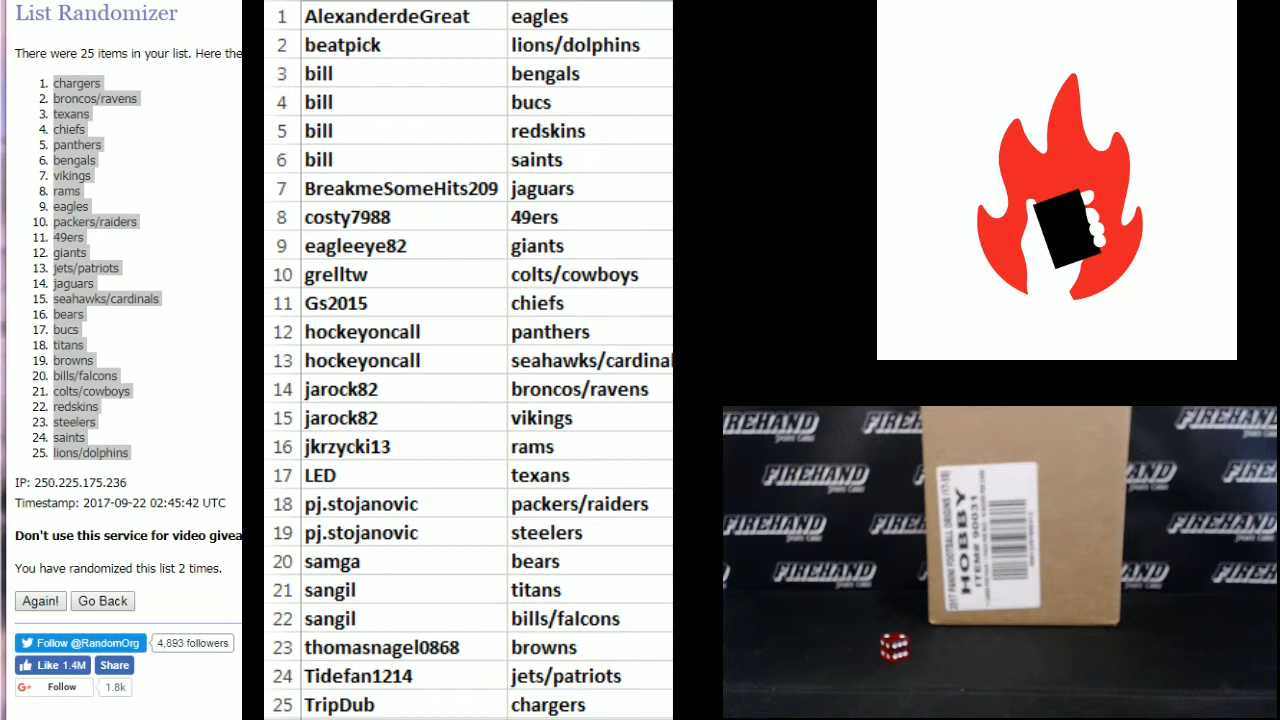 List Randomizer
There were 25 items in your list. Here the
1. chargers
2. broncos/ravens
3. texans
4. chiefs
5. panthers
6. bengals
7. vikings
8. rams
9. eagles
10. packers/raiders
11. 49ers
12. giants
13. jets/patriots
14. jaguars
15. seahawks/cardinals
16. bears
17. bucs
18. titans
19. browns
20. bills/falcons
21. colts/cowboys
22. redskins
23. steelers
24. saints
25. lions/dolphins
IP: 250.225.175.236
Timestamp: 2017-09-22 02:45:42 UTC
Don't use this service for video givea
You have randomized this list 2 times.
Again! Go Back
Follow @RandomOrg 4,893 followers
Like 1.4M Share
G+ Follow 1.8k
1 AlexanderdeGreat eagles
2 beatpick lions/dolphins
3 bill bengals
4 bill bucs
5 bill redskins
6 bill saints
7 BreakmeSomeHits209 jaguars
8 costy7988 49ers
9 eagleeye82 giants
10 grelltw colts/cowboys
11 Gs2015 chiefs
12 hockeyoncall panthers
13 hockeyoncall seahawks/cardinal
14 jarock82 broncos/ravens
15 jarock82 vikings
16 jkrzycki13 rams
17 LED texans
18 pj.stojanovic packers/raiders
19 pj.stojanovic steelers
20 samga bears
21 sangil titans
22 sangil bills/falcons
23 thomasnagel0868 browns
24 Tidefan1214 jets/patriots
25 TripDub chargers
FIREHAND
2017 PANINI FOOTBALL ORIGINS (17-18)
HOBBY
ITEM# 90031